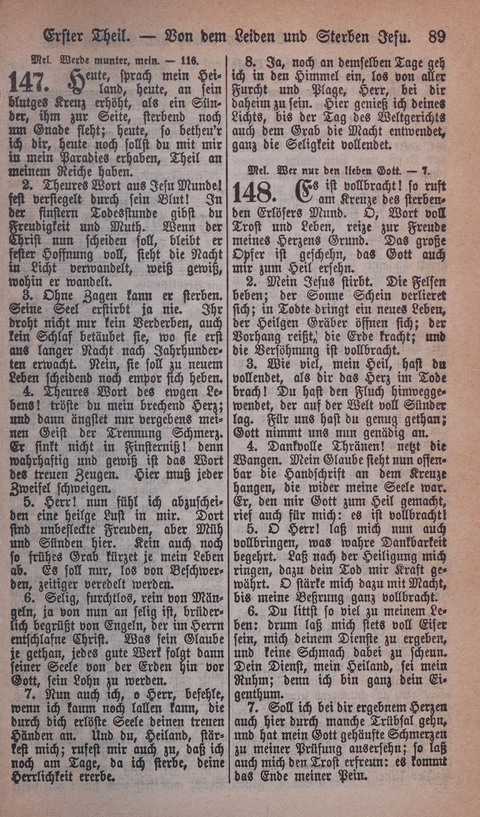 Erster Theil. — Von dem Leiden und Sterben Jesu. 89
Mel. Werde munter, mein. — 116.
147. Heute, sprach mein Hei-
land, heute, an sein
blutges Kreuz erhöht, als ein Sün-
der, ihm zur Seite, sterbend noch
um Gnade fleht; heute, so betheu'r
ich dir, heute noch sollst du mit mir
in mein Paradies erhaben, Theil an
meinem Reiche haben.
2. Theures Wort aus Jesu Munde!
fest versiegelt durch sein Blut! In
der finstern Todesstunde gibst du
Freudigkeit und Muth. Wenn der
Christ nun scheiden soll, bleibt er
fester Hoffnung voll, sieht die Nacht
in Licht verwandelt, weiß gewiß,
wohin er wandelt.
3. Ohne Zagen kann er sterben.
Seine Seel erstirbt ja nie. Ihr
droht nicht nur kein Verderben, auch
kein Schlaf betäubet sie, wo sie erst
aus langer Nacht nach Jahrhunder-
ten erwacht. Nein, sie soll zu neuem
Leben scheidend noch empor sich heben.
4. Theures Wort des ewgen Le-
bens! tröste du mein brechend Herz;
und dann ängstet nur vergebens mei-
nen Geist der Trennung Schmerz.
Er sinkt nicht in Finsterniß! denn
wahrhaftig und gewiß ist das Wort
des treuen Zeugen. Hier muß jeder
Zweifel schweigen.
5. Herr! nun fühl ich abzuschei-
den eine heilge Lust in mir. Dort
sind unbefleckte Freuden, aber Müh
und Sünden hier. Kein auch noch
so frühes Grab kürzet je mein Leben
ab. Es soll nur, los von Beschwer-
den, zeitiger veredelt werden.
6. Selig, furchtlos, rein von Män-
geln, ja von nun an selig ist, brüder-
lich begrüßt von Engeln, der im Herrn
entschlafne Christ. Was sein Glaube
je gethan, jedes gute Werk folgt dann
seiner Seele von der Erden hin vor
Gott, sein Lohn zu werden.
7. Nun auch ich, o Herr, befehle,
wenn ich kaum noch lallen kann, die
durch dich erlöste Seele deinen treuen
Händen an. Und du, Heiland, stär-
kest mich; rufest mir auch zu, daß ich
noch am Tage, da ich sterbe, deine
Herrlichkeit ererbe.
8. Ja, noch an demselben Tage geh
ich in den Himmel ein, los von aller
Furcht und Plage, Herr, bei dir
daheim zu sein. Hier genieß ich deines
Lichts, bis der Tag des Weltgerichts
auch dem Grab die Macht entwendet,
ganz die Seligkeit vollendet.
Mel. Wer nur den lieben Gott. — 7.
148. Es ist vollbracht! so ruft
am Kreuze des sterben-
den Erlösers Mund. O, Wort voll
Trost und Leben, reize zur Freude
meines Herzens Grund. Das große
Opfer ist geschehn, das Gott auch
mir zum Heil ersehn.
2. Mein Jesus stirbt. Die Felsen
beben; der Sonne Schein verlieret
sich; in Todte dringt ein neues Leben,
der Heilgen Gräber öffnen sich; der
Vorhang reißt, die Erde kracht; und
die Versöhnung ist vollbracht.
3. Wie viel, mein Heil, hast du
vollendet, als dir das Herz im Tode
brach! Du hast den Fluch hinwegge-
wendet, der auf der Welt voll Sünder
lag. Für uns hast du genug gethan;
Gott nimmt uns nun genädig an.
4. Dankvolle Thränen! netzt die
Wangen. Mein Glaube sieht nun offen-
bar die Handschrift an dem Kreuze
hangen, die wider meine Seele war.
Er, den mir Gott zum Heil gemacht,
rief auch für mich: es ist vollbracht!
5. O Herr! laß mich nun auch
vollbringen, was wahre Dankbarkeit
begehrt. Laß nach der Heiligung mich
ringen, dazu dein Tod mir Kraft ge-
währt. O stärke mich dazu mit Macht,
bis meine Beßrung ganz vollbracht.
6. Du littst so viel zu meinem Le-
ben: drum laß mich stets voll Eifer
sein, mich deinem Dienste zu ergeben,
und keine Schmach dabei zu scheun.
Dein Dienst, mein Heiland, sei mein
Ruhm; denn ich bin ganz dein Ei-
genthum.
7. Soll ich bei dir ergebnem Herzen
auch hier durch manche Trübsal gehn,
und hat mein Gott gehäufte Schmerzen
zu meiner Prüfung ausersehn; so laß
auch mich den Trost erfreun: es kommt
das Ende meiner Pein.